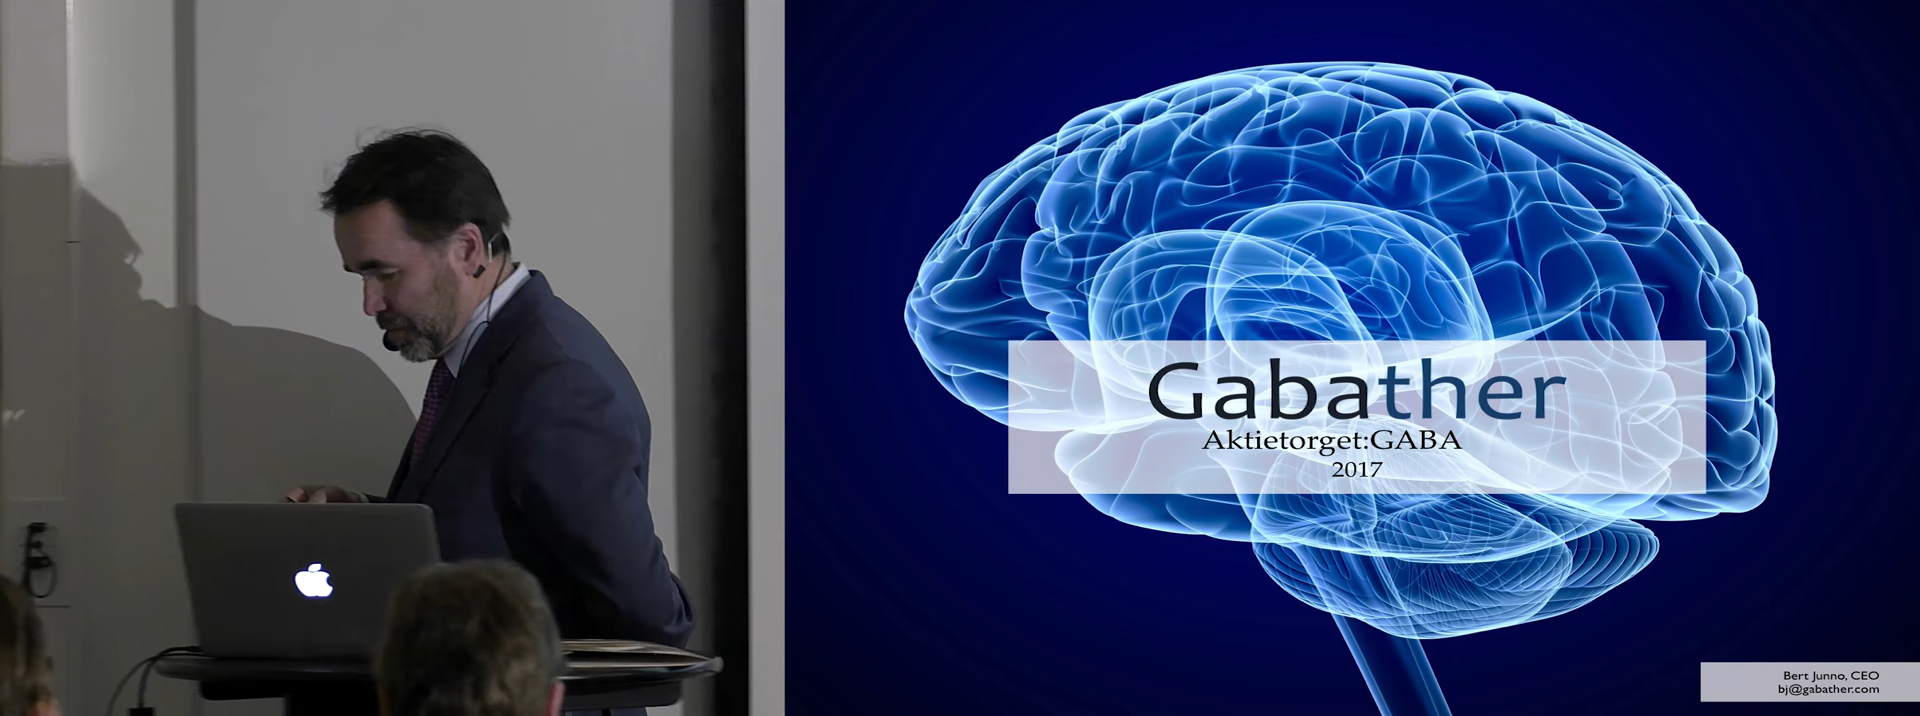 Gabather
Aktietorget:GABA
2017
Bert Junno, CEO
bj@gabather.com